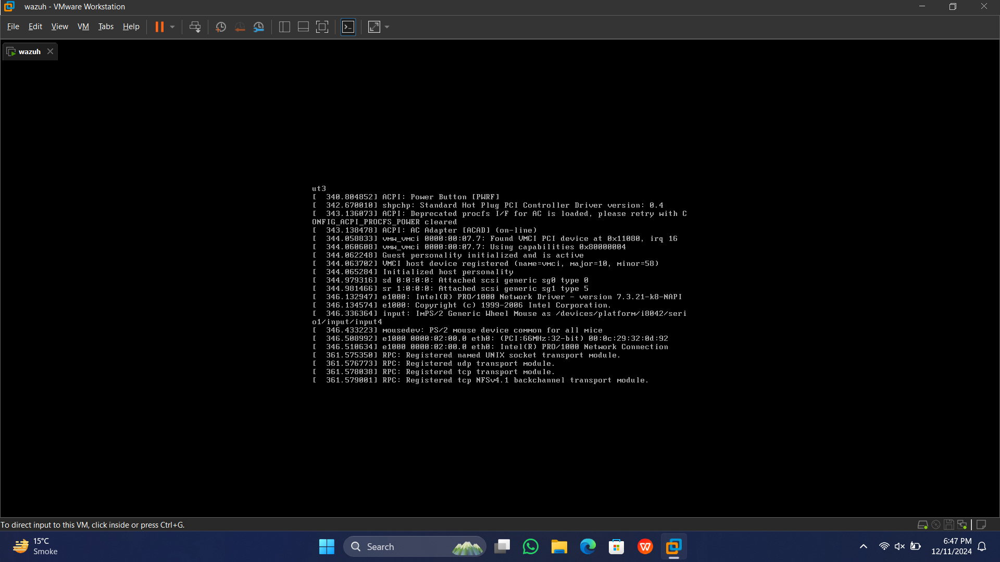 wazuh - VMware Workstation
File Edit View VM Tabs Help
wazuh
ut3
[  340.804852] ACPI: Power Button [PWRF]
[  342.670010] shpchp: Standard Hot Plug PCI Controller Driver version: 0.4
[  343.136073] ACPI: Deprecated procfs I/F for AC is loaded, please retry with C
ONFIG_ACPI_PROCFS_POWER cleared
[  343.138478] ACPI: AC Adapter [ACAD] (on-line)
[  344.058833] vmw_vmci 0000:00:07.7: Found VMCI PCI device at 0x11080, irq 16
[  344.060608] vmw_vmci 0000:00:07.7: Using capabilities 0x80000004
[  344.062248] Guest personality initialized and is active
[  344.063702] VMCI host device registered (name=vmci, major=10, minor=58)
[  344.065284] Initialized host personality
[  344.979316] sd 0:0:0:0: Attached scsi generic sg0 type 0
[  344.981466] sr 1:0:0:0: Attached scsi generic sg1 type 5
[  346.132947] e1000: Intel(R) PRO/1000 Network Driver - version 7.3.21-k8-NAPI
[  346.134574] e1000: Copyright (c) 1999-2006 Intel Corporation.
[  346.336364] input: ImPS/2 Generic Wheel Mouse as /devices/platform/i8042/seri
o1/input/input4
[  346.433223] mousedev: PS/2 mouse device common for all mice
[  346.508992] e1000 0000:02:00.0 eth0: (PCI:66MHz:32-bit) 00:0c:29:32:0d:92
[  346.510634] e1000 0000:02:00.0 eth0: Intel(R) PRO/1000 Network Connection
[  361.575350] RPC: Registered named UNIX socket transport module.
[  361.576773] RPC: Registered udp transport module.
[  361.578038] RPC: Registered tcp transport module.
[  361.579001] RPC: Registered tcp NFSv4.1 backchannel transport module.
To direct input to this VM, click inside or press Ctrl+G.
15°C
Smoke
Search
6:47 PM
12/11/2024